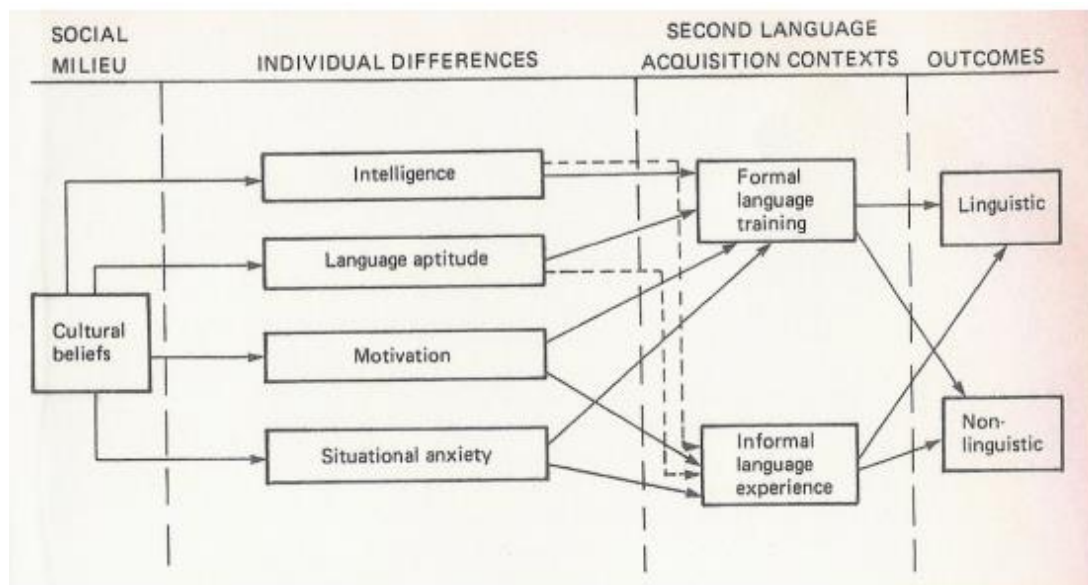 SOCIAL
MILIEU
INDIVIDUAL DIFFERENCES
SECOND LANGUAGE
ACQUISITION CONTEXTS
OUTCOMES
Intelligence
Formal
language
training
Linguistic
Language aptitude
Cultural
beliefs
Motivation
Situational anxiety
Informal
language
experience
Non-
linguistic